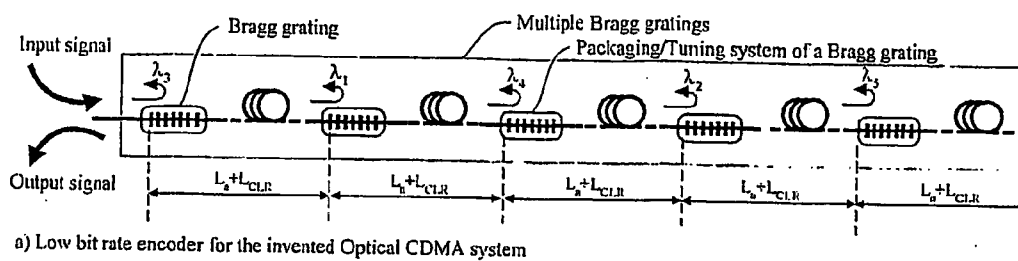 Bragg grating
Multiple Bragg gratings
Input signal
Packaging/Tuning system of a Bragg grating
λ3 λ1 λ4 λ2 λ5
Output signal
La+LCLR Lb+LCLR La+LCLR Lb+LCLR La+LCLR
a) Low bit rate encoder for the invented Optical CDMA system